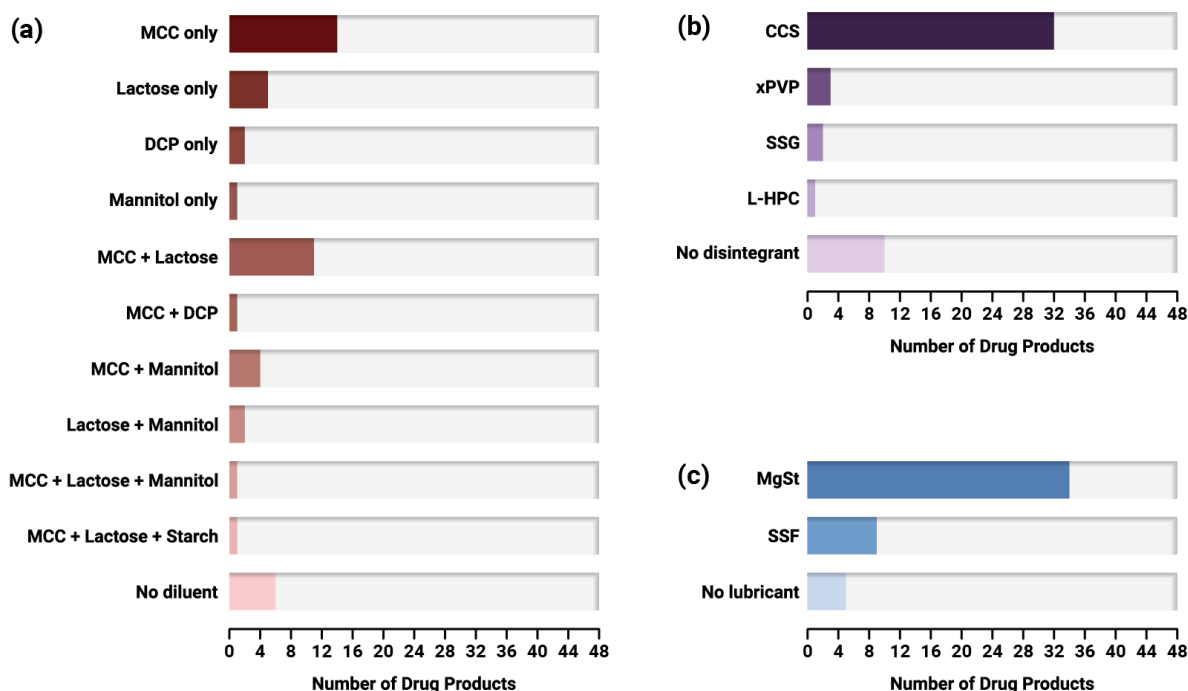 (a)
MCC only
Lactose only
DCP only
Mannitol only
MCC + Lactose
MCC + DCP
MCC + Mannitol
Lactose + Mannitol
MCC + Lactose + Mannitol
MCC + Lactose + Starch
No diluent
0 4 8 12 16 20 24 28 32 36 40 44 48
Number of Drug Products
(b)
CCS
xPVP
SSG
L-HPC
No disintegrant
0 4 8 12 16 20 24 28 32 36 40 44 48
Number of Drug Products
(c)
MgSt
SSF
No lubricant
0 4 8 12 16 20 24 28 32 36 40 44 48
Number of Drug Products